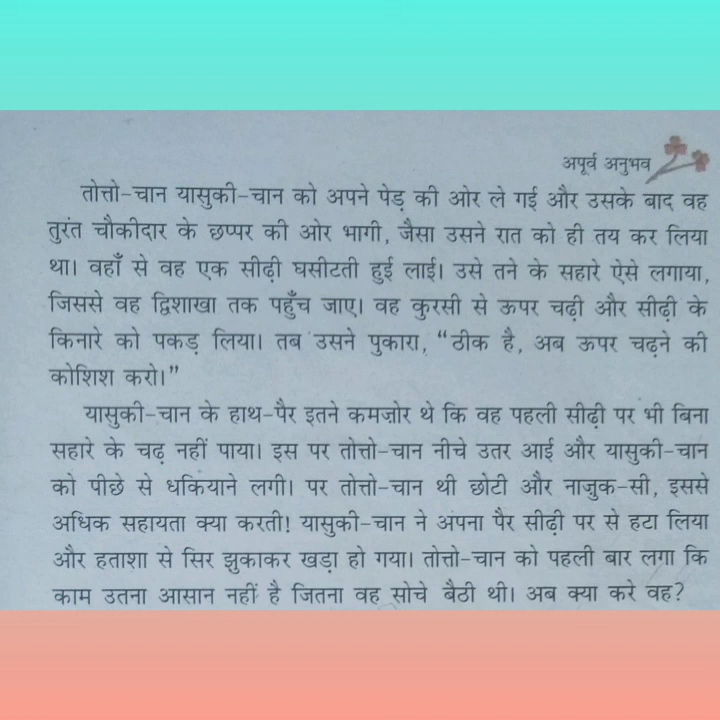 अपूर्व अनुभव
तोत्तो-चान यासुकी-चान को अपने पेड़ की ओर ले गई और उसके बाद वह
तुरंत चौकीदार के छप्पर की ओर भागी, जैसा उसने रात को ही तय कर लिया
था। वहाँ से वह एक सीढ़ी घसीटती हुई लाई। उसे तने के सहारे ऐसे लगाया,
जिससे वह द्विशाखा तक पहुँच जाए। वह कुरसी से ऊपर चढ़ी और सीढ़ी के
किनारे को पकड़ लिया। तब उसने पुकारा, “ठीक है, अब ऊपर चढ़ने की
कोशिश करो।”
यासुकी-चान के हाथ-पैर इतने कमज़ोर थे कि वह पहली सीढ़ी पर भी बिना
सहारे के चढ़ नहीं पाया। इस पर तोत्तो-चान नीचे उतर आई और यासुकी-चान
को पीछे से धकियाने लगी। पर तोत्तो-चान थी छोटी और नाज़ुक-सी, इससे
अधिक सहायता क्या करती! यासुकी-चान ने अपना पैर सीढ़ी पर से हटा लिया
और हताशा से सिर झुकाकर खड़ा हो गया। तोत्तो-चान को पहली बार लगा कि
काम उतना आसान नहीं है जितना वह सोचे बैठी थी। अब क्या करे वह?